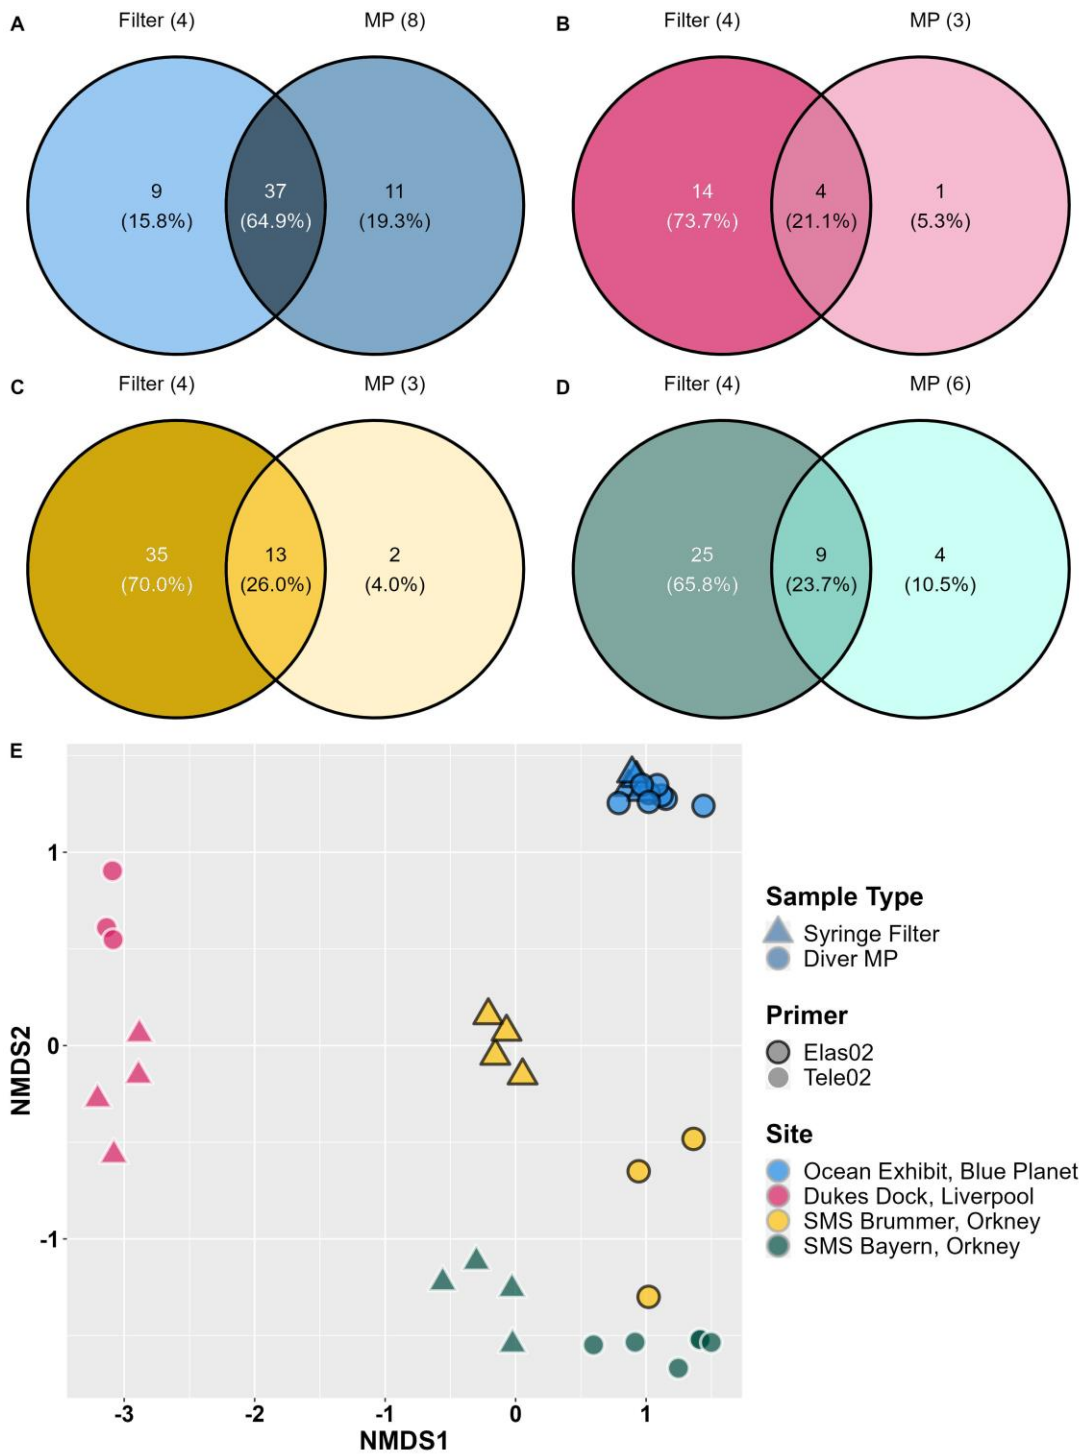 A Filter (4) MP (8) B Filter (4) MP (3)
9 37 11 14 4 1
(15.8%) (64.9%) (19.3%) (73.7%) (21.1%) (5.3%)
C Filter (4) MP (3) D Filter (4) MP (6)
35 13 2 25 9 4
(70.0%) (26.0%) (4.0%) (65.8%) (23.7%) (10.5%)
E
1
0
-1
NMDS2
-3 -2 -1 0 1
NMDS1
Sample Type
Syringe Filter
Diver MP
Primer
Elas02
Tele02
Site
Ocean Exhibit, Blue Planet
Dukes Dock, Liverpool
SMS Brummer, Orkney
SMS Bayern, Orkney